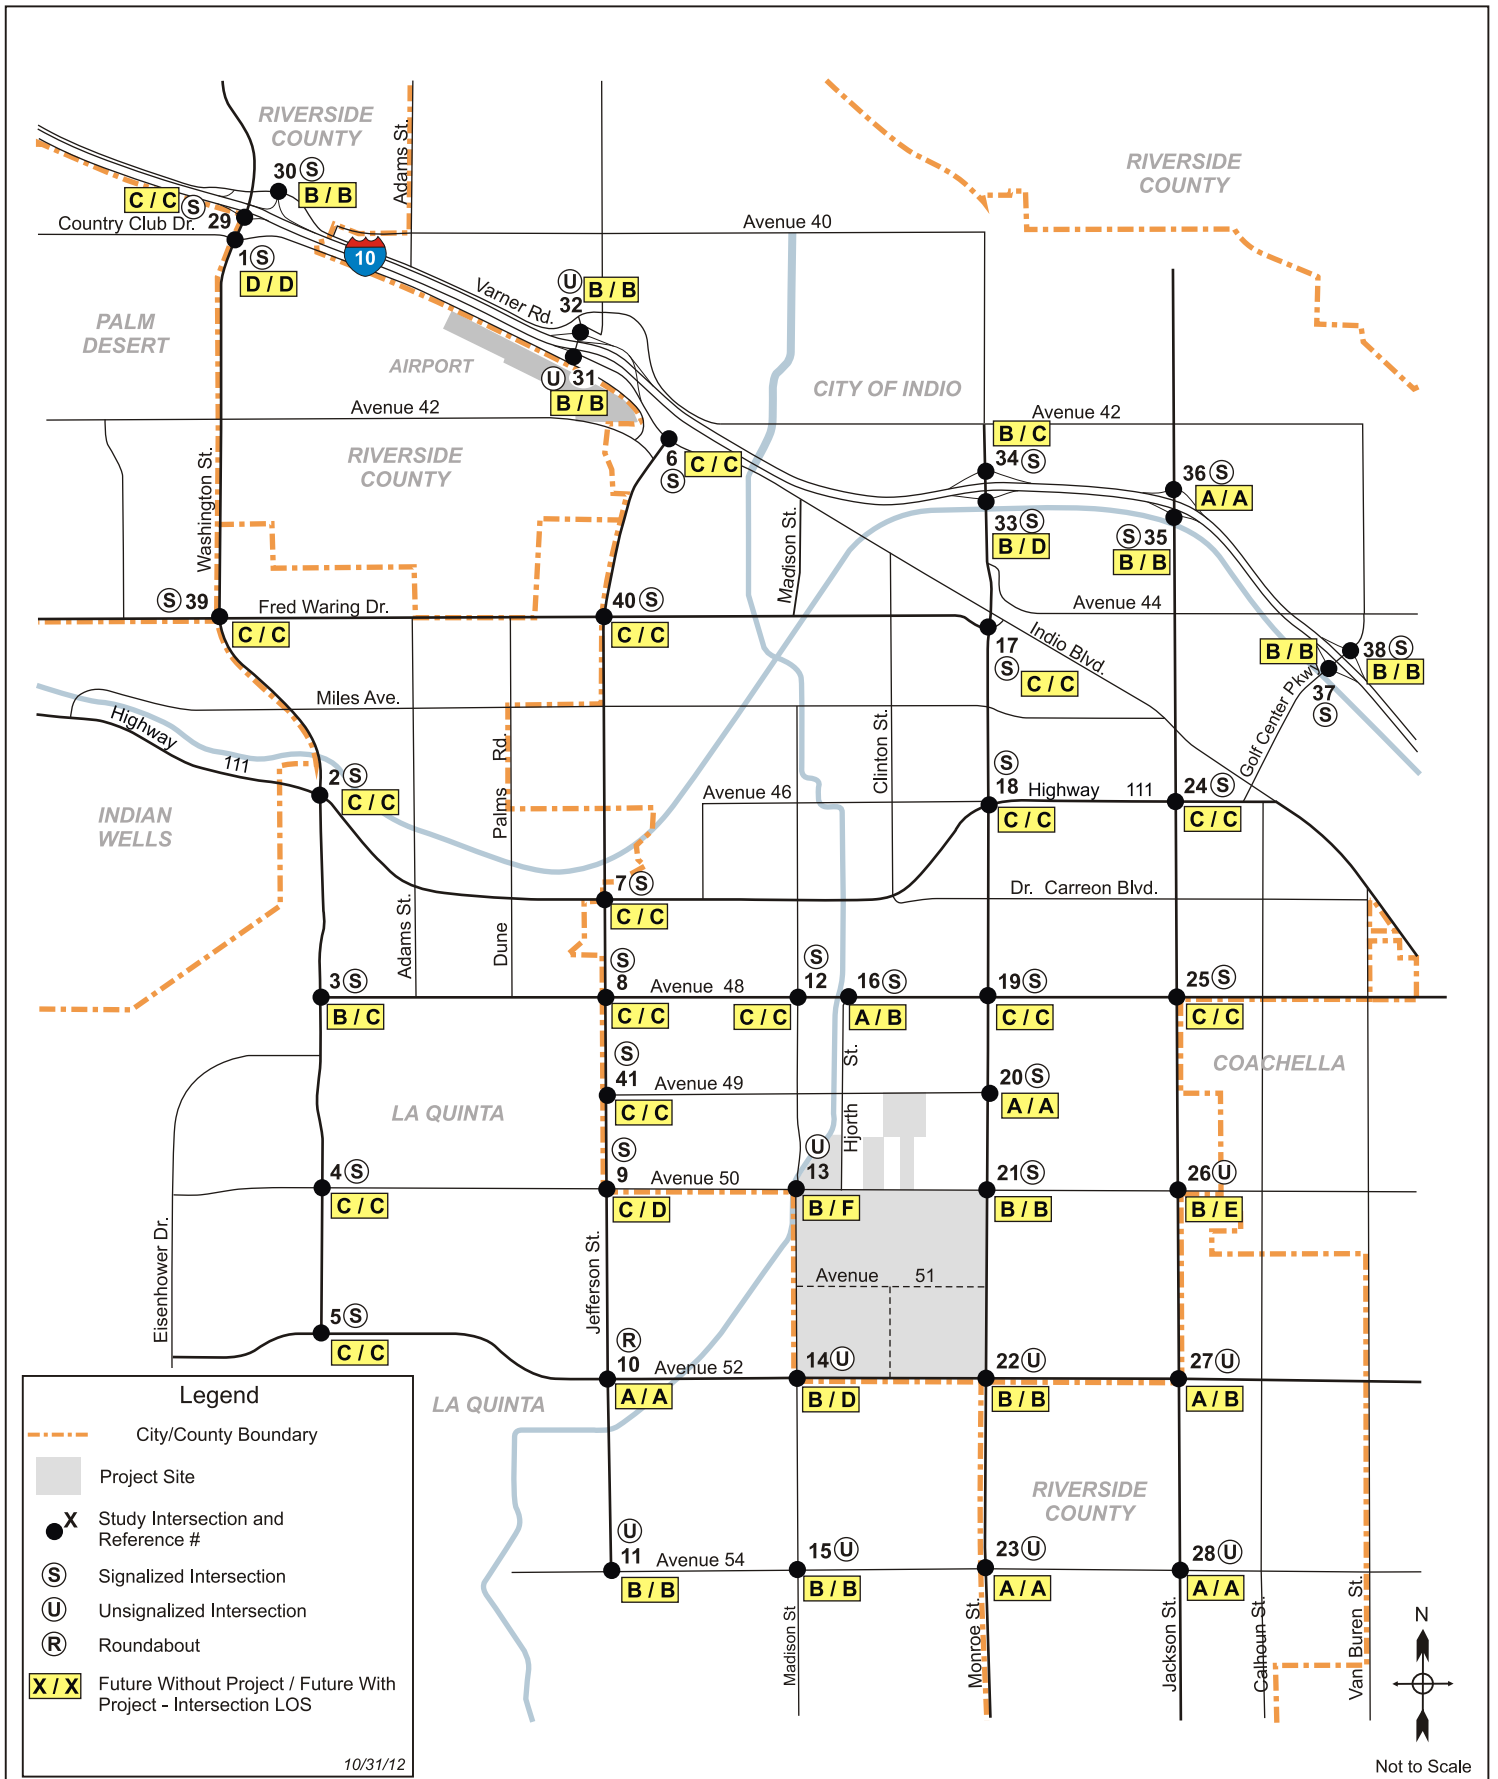 RIVERSIDE
COUNTY
Adams St.
30 S
B / B
C / C
S
29
Country Club Dr.
1 S
D / D
10
Avenue 40
RIVERSIDE
COUNTY
U
32
B / B
Varner Rd.
PALM
DESERT
AIRPORT
U 31
B / B
CITY OF INDIO
Avenue 42
Avenue 42
B / C
34 S
Washington St.
RIVERSIDE
COUNTY
6
S
C / C
36 S
A / A
33 S
B / D
S 35
B / B
Madison St.
S 39
Fred Waring Dr.
C / C
40 S
C / C
Avenue 44
Indio Blvd.
17
S
C / C
B / B
38 S
B / B
37
S
Golf Center Pkwy
Miles Ave.
Highway
111
2 S
C / C
Palms Rd.
Clinton St.
S
18
C / C
Avenue 46
Highway 111
24 S
C / C
INDIAN
WELLS
7 S
C / C
Dr. Carreon Blvd.
Adams St.
Dune
3 S
B / C
S
8
C / C
Avenue 48
S
12
C / C
16 S
A / B
19 S
C / C
25 S
C / C
S
41
C / C
Avenue 49
St.
Hjorth
20 S
A / A
COACHELLA
LA QUINTA
4 S
C / C
S
9
C / D
Avenue 50
U
13
B / F
21 S
B / B
26 U
B / E
Eisenhower Dr.
Jefferson St.
Avenue 51
5 S
C / C
R
10
A / A
Avenue 52
14 U
B / D
22 U
B / B
27 U
A / B
LA QUINTA
RIVERSIDE
COUNTY
U
11
B / B
Avenue 54
15 U
B / B
23 U
A / A
28 U
A / A
Madison St
Monroe St.
Jackson St.
Calhoun St.
Van Buren St.
Legend
City/County Boundary
Project Site
X
Study Intersection and
Reference #
S
Signalized Intersection
U
Unsignalized Intersection
R
Roundabout
X / X
Future Without Project / Future With
Project - Intersection LOS
10/31/12
N
Not to Scale